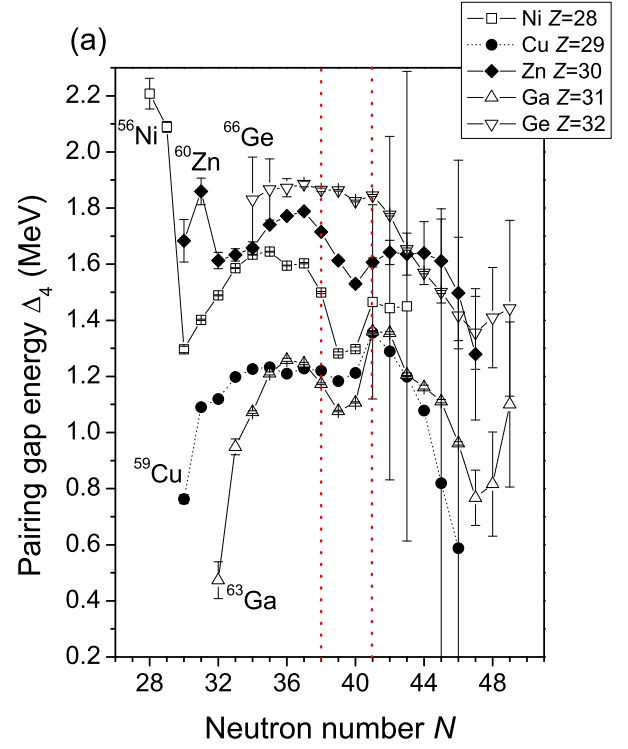 (a)
Ni Z=28
Cu Z=29
Zn Z=30
Ga Z=31
Ge Z=32
2.2
2.0
1.8
1.6
1.4
1.2
1.0
0.8
0.6
0.4
0.2
Pairing gap energy Δ₄ (MeV)
⁵⁶Ni
⁶⁰Zn
⁶⁶Ge
⁵⁹Cu
⁶³Ga
28 32 36 40 44 48
Neutron number N